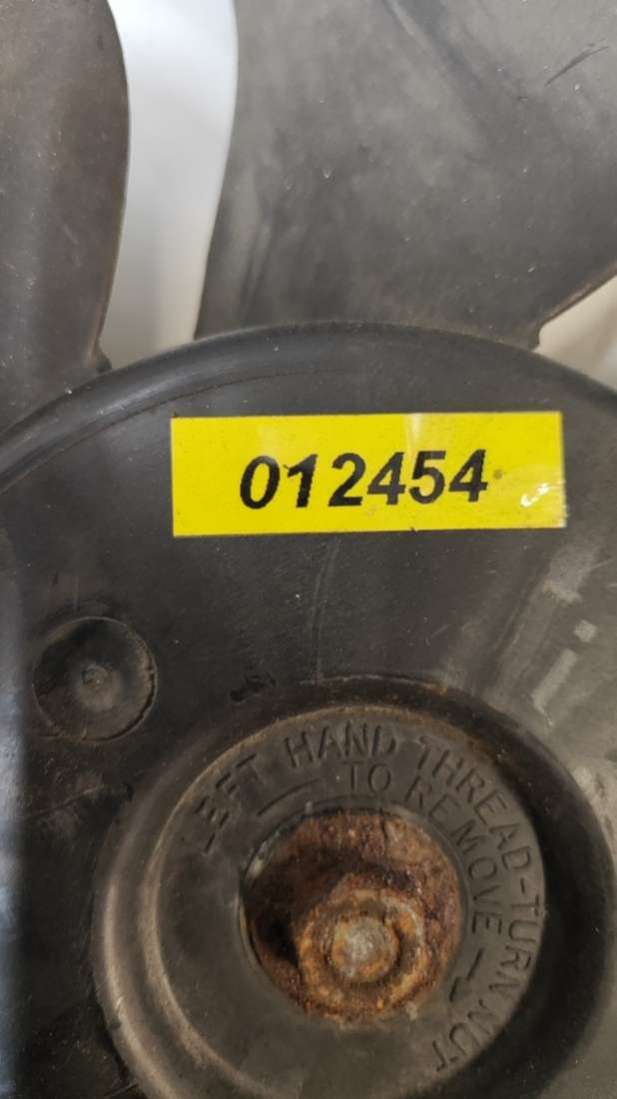 012454
LEFT HAND THREAD-TURN NUT
TO REMOVE